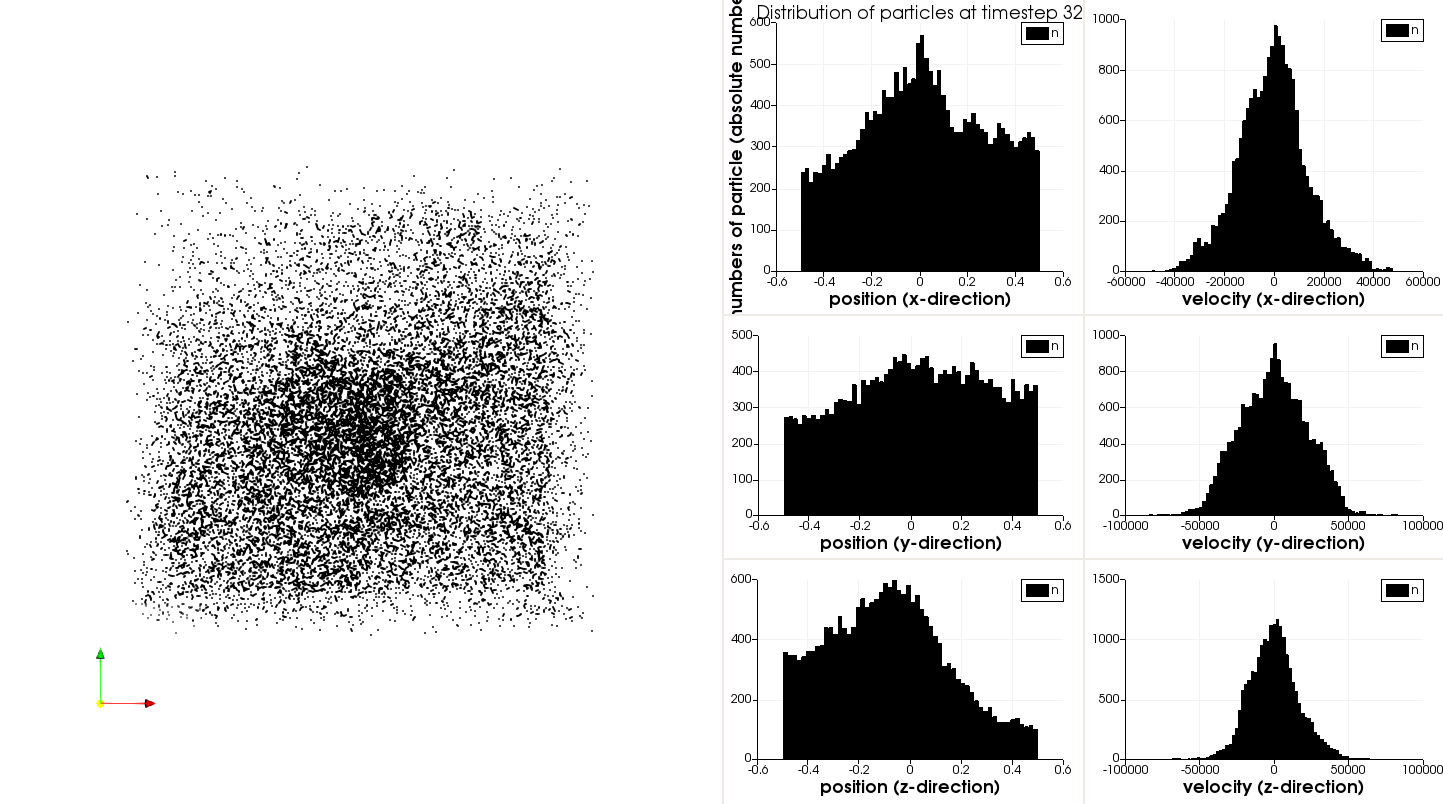 Distribution of particles at timestep 32
numbers of particle (absolute numbe
600
500
400
300
200
100
0
n
-0.6 -0.4 -0.2 0 0.2 0.4 0.6
position (x-direction)
1000
800
600
400
200
0
n
-60000 -40000 -20000 0 20000 40000 60000
velocity (x-direction)
500
400
300
200
100
0
n
-0.6 -0.4 -0.2 0 0.2 0.4 0.6
position (y-direction)
1000
800
600
400
200
0
n
-100000 -50000 0 50000 100000
velocity (y-direction)
600
400
200
0
n
-0.6 -0.4 -0.2 0 0.2 0.4 0.6
position (z-direction)
1500
1000
500
0
n
-100000 -50000 0 50000 100000
velocity (z-direction)